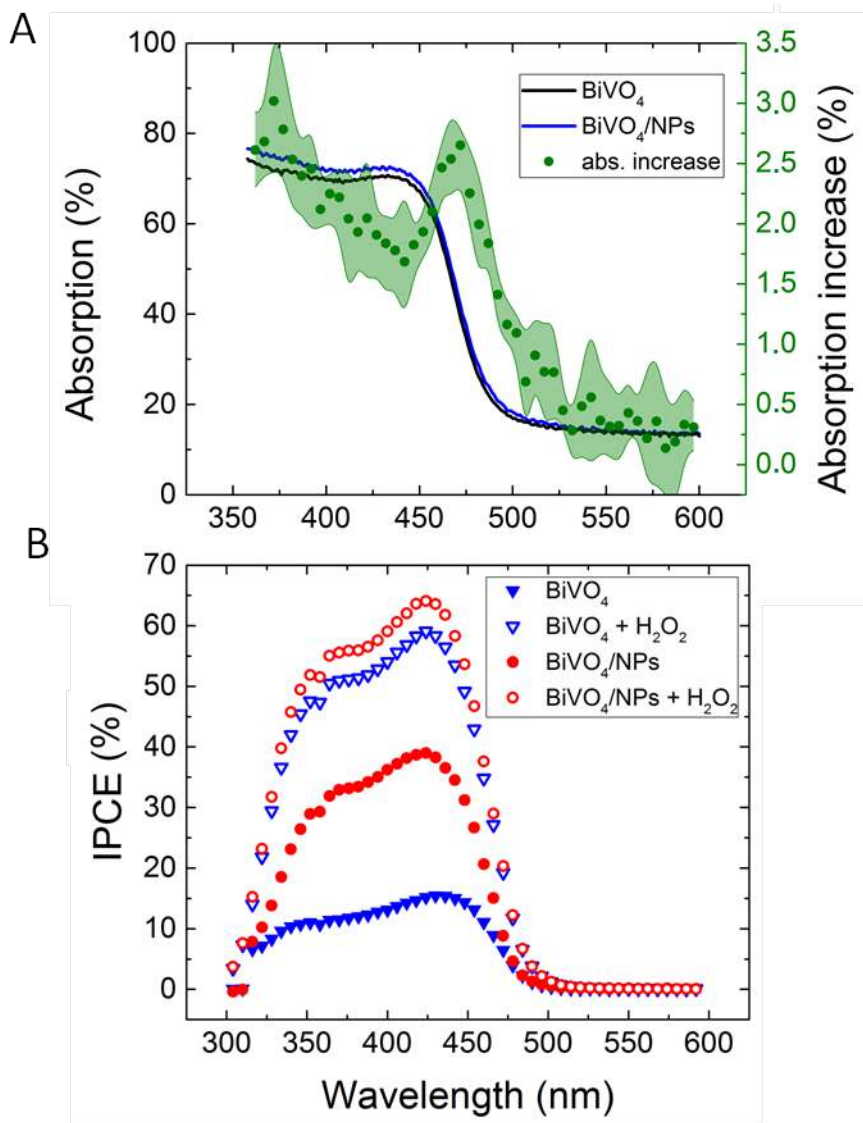 A
100
80
60
40
20
0
Absorption (%)
BiVO₄
BiVO₄/NPs
abs. increase
3.5
3.0
2.5
2.0
1.5
1.0
0.5
0.0
Absorption increase (%)
350 400 450 500 550 600
B
70
60
50
40
30
20
10
0
IPCE (%)
BiVO₄
BiVO₄ + H₂O₂
BiVO₄/NPs
BiVO₄/NPs + H₂O₂
300 350 400 450 500 550 600
Wavelength (nm)